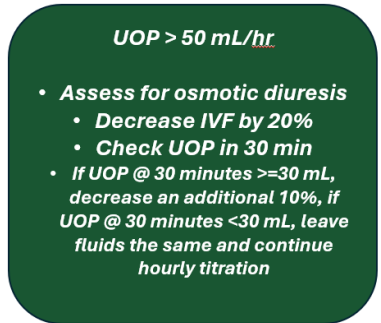 UOP > 50 mL/hr
• Assess for osmotic diuresis
• Decrease IVF by 20%
• Check UOP in 30 min
• If UOP @ 30 minutes >=30 mL,
decrease an additional 10%, if
UOP @ 30 minutes <30 mL, leave
fluids the same and continue
hourly titration